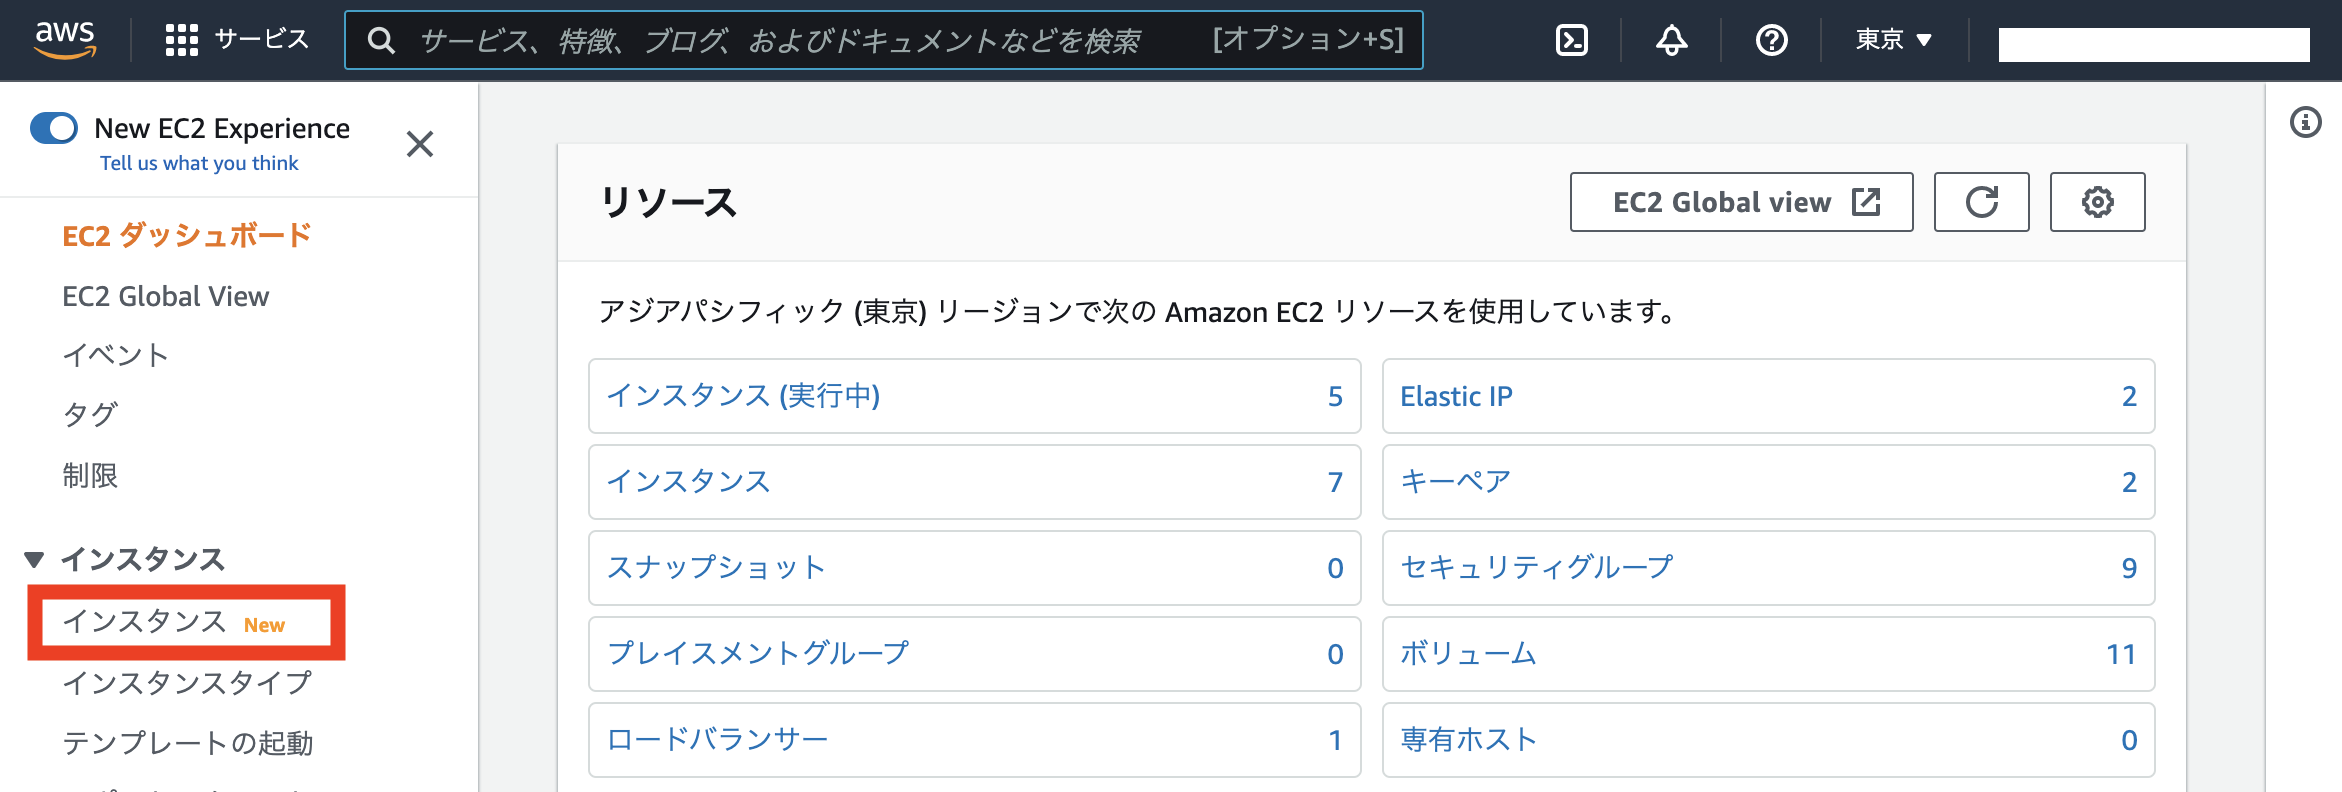 aws
サービス
サービス、特徴、ブログ、およびドキュメントなどを検索
[オプション+S]
東京 ▼
New EC2 Experience
Tell us what you think
EC2 ダッシュボード
EC2 Global View
イベント
タグ
制限
▼ インスタンス
インスタンス New
インスタンスタイプ
テンプレートの起動
リソース
EC2 Global view
アジアパシフィック (東京) リージョンで次の Amazon EC2 リソースを使用しています。
インスタンス (実行中) 5
Elastic IP 2
インスタンス 7
キーペア 2
スナップショット 0
セキュリティグループ 9
プレイスメントグループ 0
ボリューム 11
ロードバランサー 1
専有ホスト 0